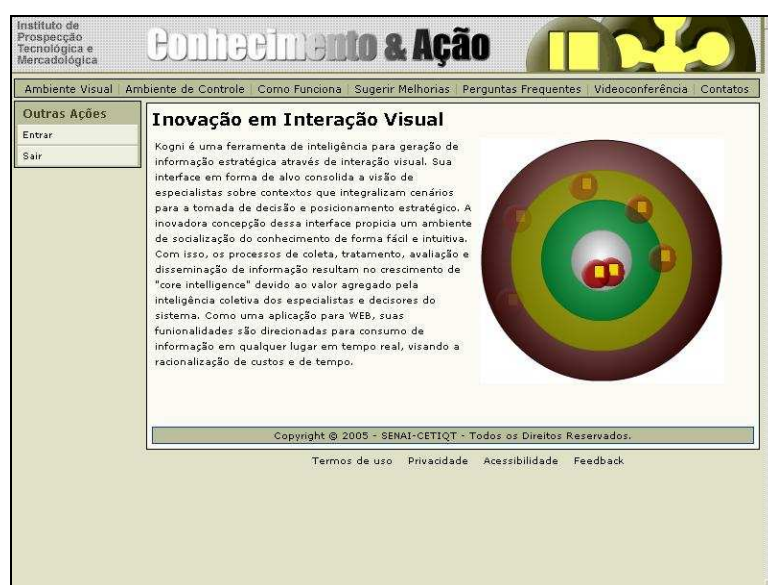 Instituto de
Prospecção
Tecnológica e
Mercadológica
Conhecimento & Ação
Ambiente Visual | Ambiente de Controle | Como Funciona | Sugerir Melhorias | Perguntas Frequentes | Videoconferência | Contatos
Outras Ações
Entrar
Sair
Inovação em Interação Visual
Kogni é uma ferramenta de inteligência para geração de
informação estratégica através de interação visual. Sua
interface em forma de alvo consolida a visão de
especialistas sobre contextos que integralizam cenários
para a tomada de decisão e posicionamento estratégico. A
inovadora concepção dessa interface propicia um ambiente
de socialização do conhecimento de forma fácil e intuitiva.
Com isso, os processos de coleta, tratamento, avaliação e
disseminação de informação resultam no crescimento de
"core intelligence" devido ao valor agregado pela
inteligência coletiva dos especialistas e decisores do
sistema. Como uma aplicação para WEB, suas
funionalidades são direcionadas para consumo de
informação em qualquer lugar em tempo real, visando a
racionalização de custos e de tempo.
Copyright @ 2005 - SENAI-CETIQT - Todos os Direitos Reservados.
Termos de uso Privacidade Acessibilidade Feedback